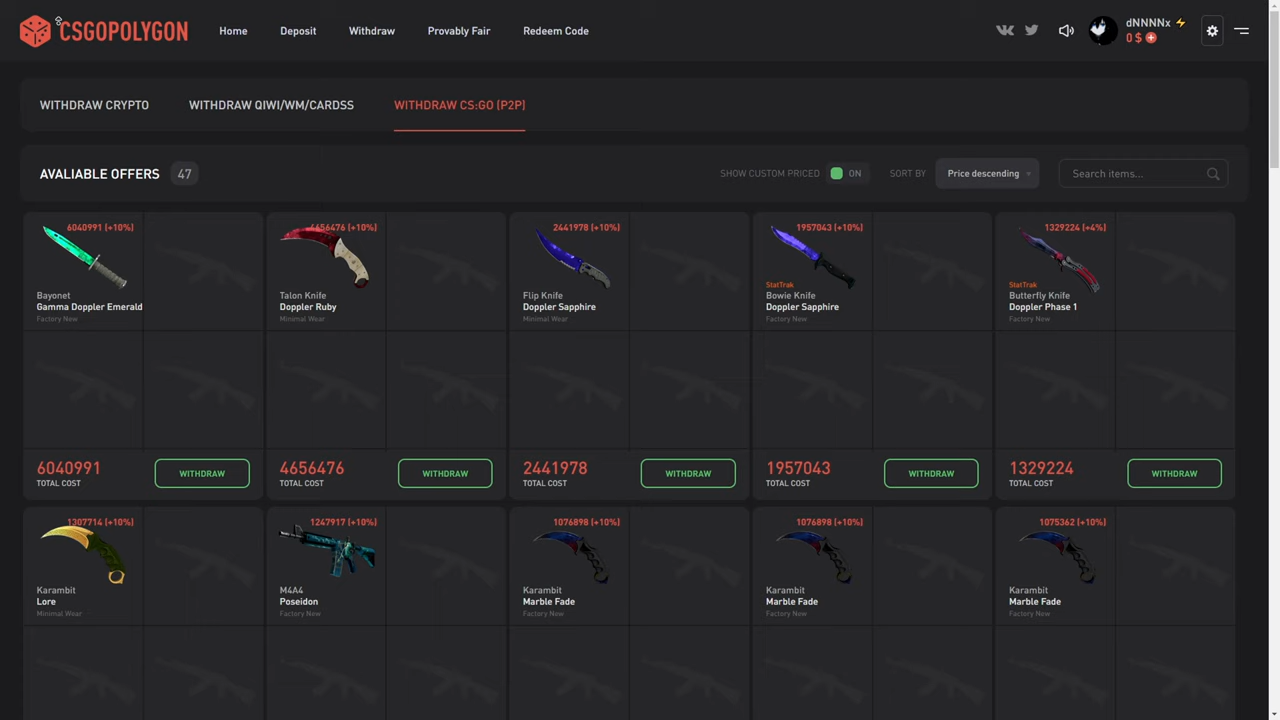 CSGOPOLYGON
Home
Deposit
Withdraw
Provably Fair
Redeem Code
dNNNNx
0 $
WITHDRAW CRYPTO
WITHDRAW QIWI/WM/CARDSS
WITHDRAW CS:GO (P2P)
AVALIABLE OFFERS 47
SHOW CUSTOM PRICED
ON
SORT BY
Price descending
Search items...
6040991 (+10%)
Bayonet
Gamma Doppler Emerald
Factory New
6040991
TOTAL COST
WITHDRAW
4656476 (+10%)
Talon Knife
Doppler Ruby
Minimal Wear
4656476
TOTAL COST
WITHDRAW
2441978 (+10%)
Flip Knife
Doppler Sapphire
Minimal Wear
2441978
TOTAL COST
WITHDRAW
1957043 (+10%)
StatTrak
Bowie Knife
Doppler Sapphire
Factory New
1957043
TOTAL COST
WITHDRAW
1329224 (+4%)
StatTrak
Butterfly Knife
Doppler Phase 1
Factory New
1329224
TOTAL COST
WITHDRAW
1307714 (+10%)
Karambit
Lore
Minimal Wear
1247917 (+10%)
M4A4
Poseidon
Factory New
1076898 (+10%)
Karambit
Marble Fade
Factory New
1076898 (+10%)
Karambit
Marble Fade
Factory New
1075362 (+10%)
Karambit
Marble Fade
Factory New